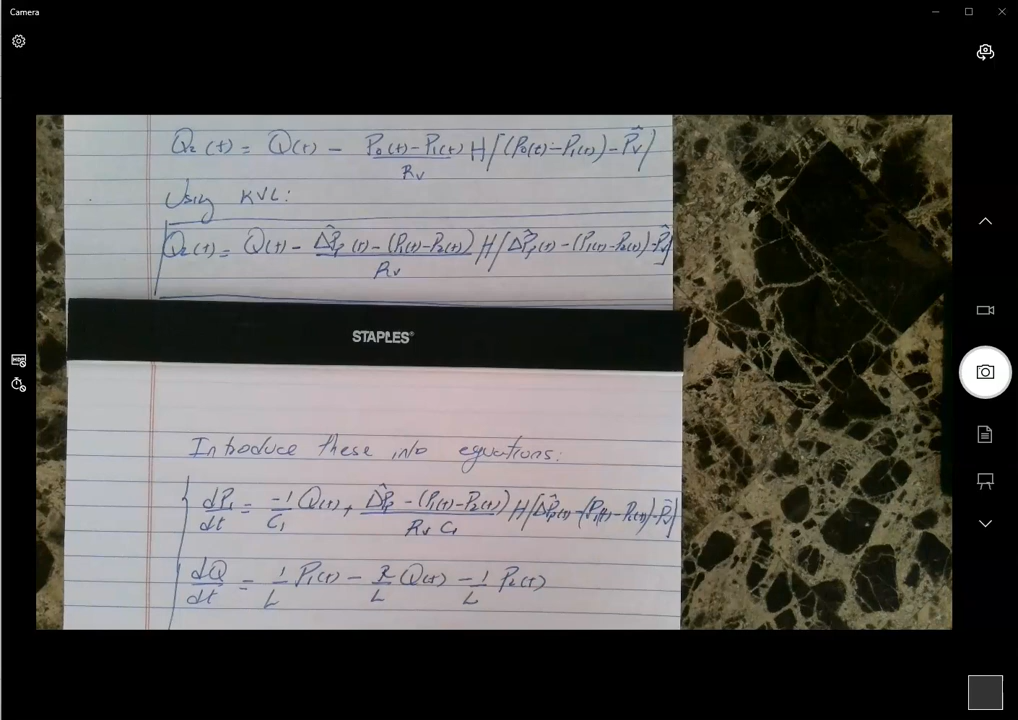 Camera
Q₂(t) = Q(t) - (P₀(t) - P₁(t))/Rᵥ H[(P₀(t) - P₁(t)) - P̂ᵥ]
Using KVL:
Q₂(t) = Q(t) - (ΔP̂ₚ(t) - (P₁(t) - P₂(t)))/Rᵥ H[ΔP̂ₚ(t) - (P₁(t) - P₂(t)) - P̂ᵥ]
STAPLES®
Introduce these into equations:
dP₁/dt = -1/C₁ Q(t) + (ΔP̂ₚ - (P₁(t) - P₂(t)))/(Rᵥ C₁) H[ΔP̂ₚ(t) - (P₁(t) - P₂(t)) - P̂ᵥ]
dQ/dt = 1/L P₁(t) - R/L Q(t) - 1/L P₂(t)